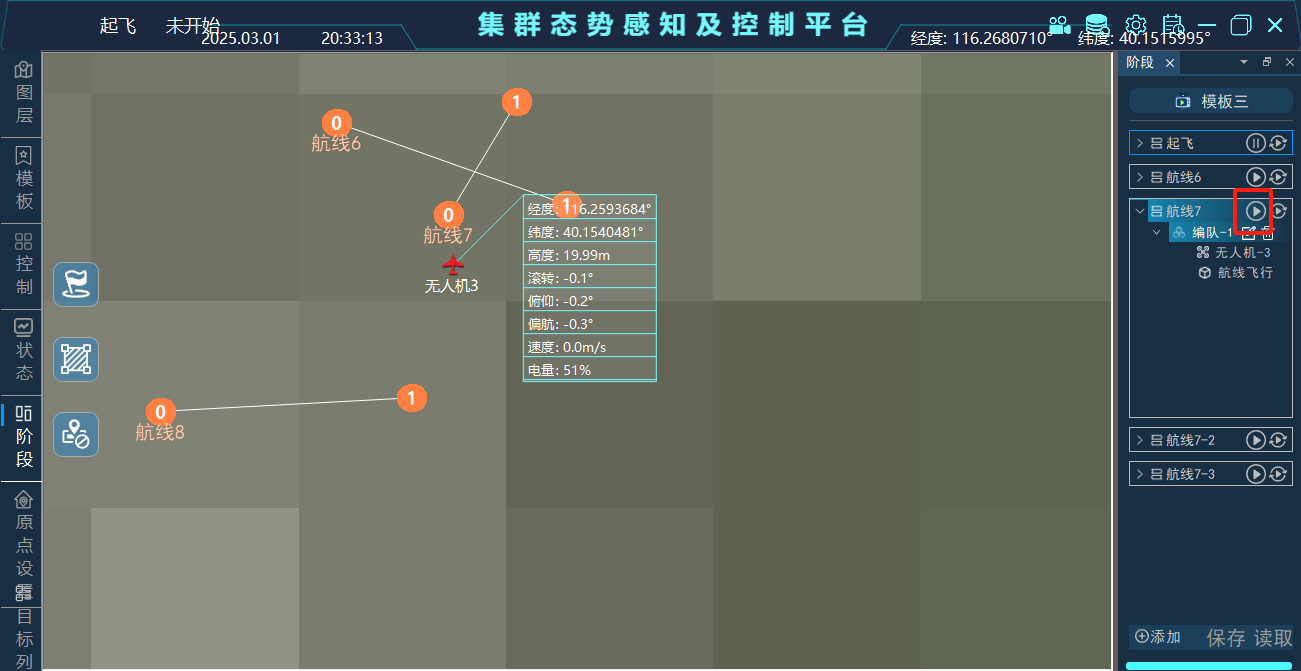 起飞 未开始
2025.03.01 20:33:13
集群态势感知及控制平台
经度: 116.2680710° 纬度: 40.1515995°
图层
模板
控制
状态
阶段
原点设置
目标列
0
航线6
1
1
0
航线7
无人机3
经度: 116.2593684°
纬度: 40.1540481°
高度: 19.99m
滚转: -0.1°
俯仰: -0.2°
偏航: -0.3°
速度: 0.0m/s
电量: 51%
0
航线8
1
阶段
模板三
起飞
航线6
航线7
编队-1
无人机-3
航线飞行
航线7-2
航线7-3
添加 保存 读取